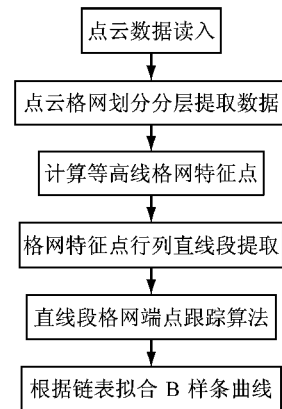 点云数据读入
点云格网划分分层提取数据
计算等高线格网特征点
格网特征点行列直线段提取
直线段格网端点跟踪算法
根据链表拟合 B 样条曲线